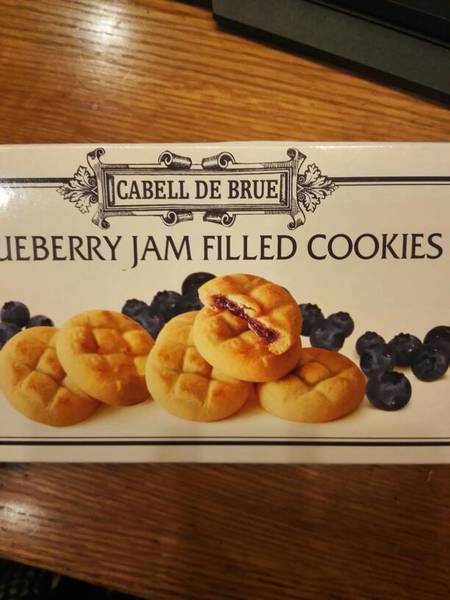 CABELL DE BRUE
UEBERRY JAM FILLED COOKIES